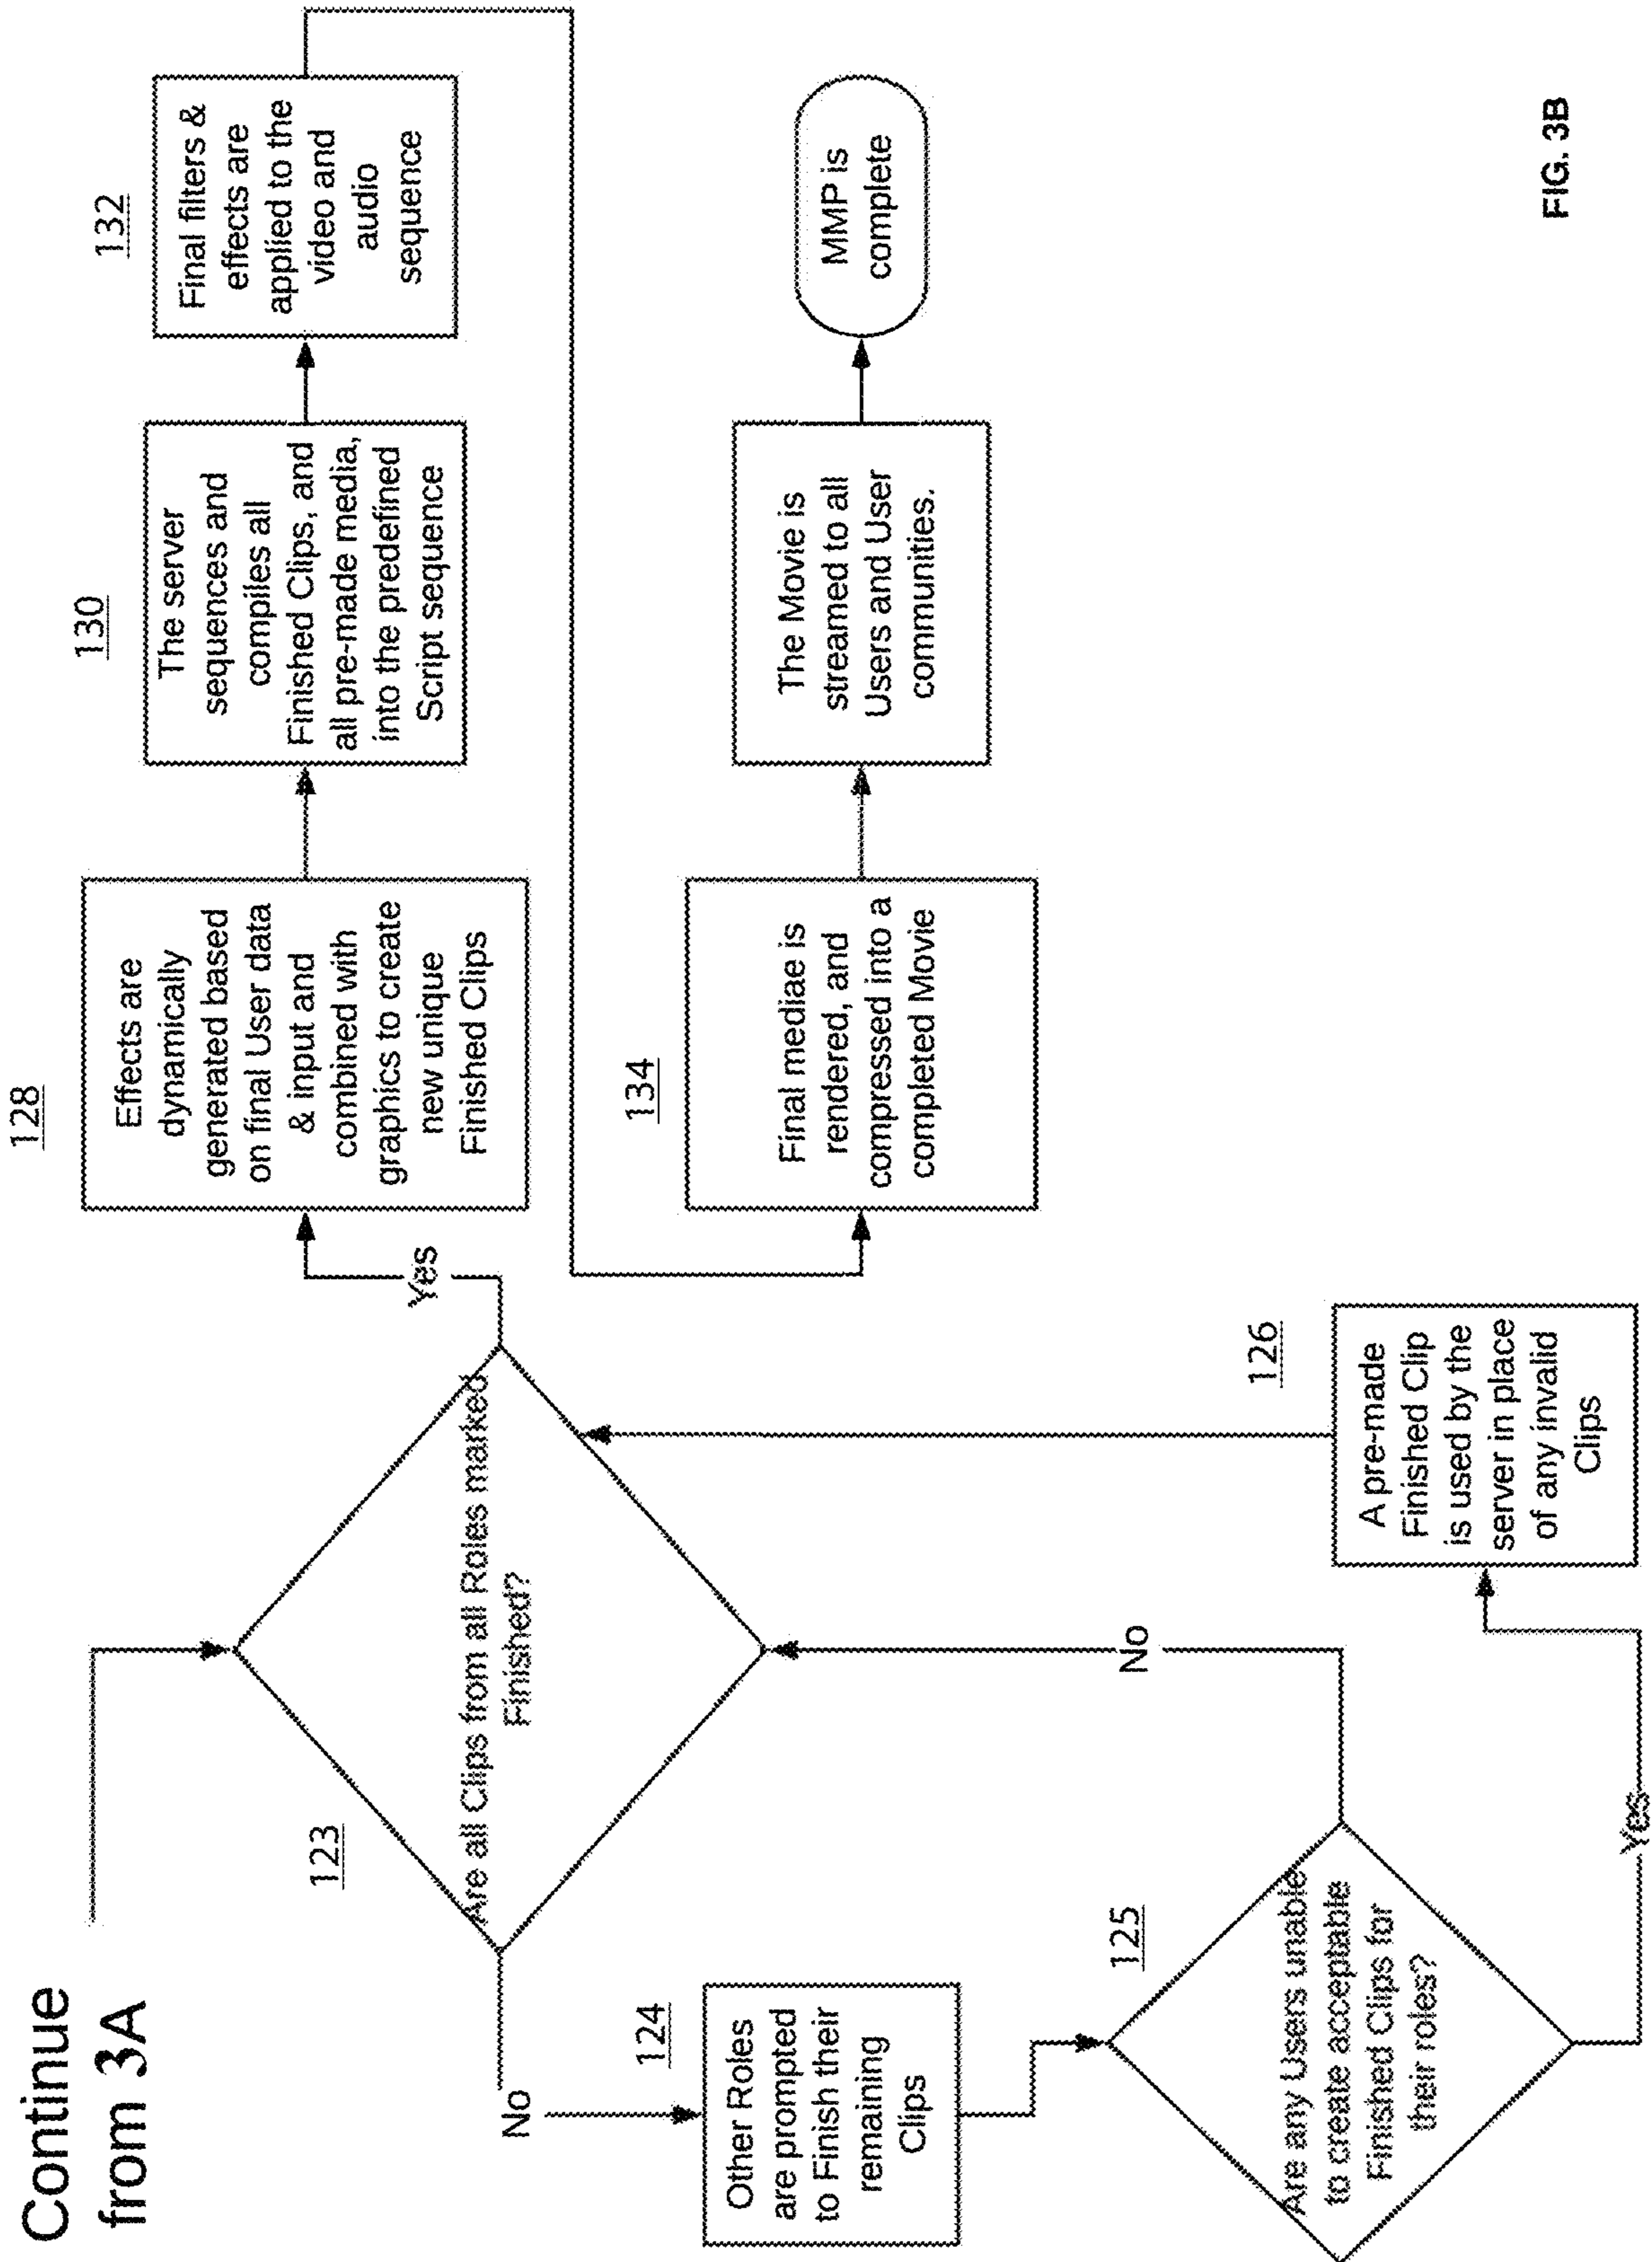 Continue
from 3A
123
Are all Clips from all Roles marked
Finished?
Yes
No
124
Other Roles
are prompted
to Finish their
remaining
Clips
125
Are any Users unable
to create acceptable
Finished Clips for
their roles?
No
Yes
126
A pre-made
Finished Clip
is used by the
server in place
of any invalid
Clips
128
Effects are
dynamically
generated based
on final User data
& input and
combined with
graphics to create
new unique
Finished Clips
130
The server
sequences and
compiles all
Finished Clips, and
all pre-made media,
into the predefined
Script sequence
132
Final filters &
effects are
applied to the
video and
audio
sequence
134
Final mediae is
rendered, and
compressed into a
completed Movie
The Movie is
streamed to all
Users and User
communities.
MMP is
complete
FIG. 3B